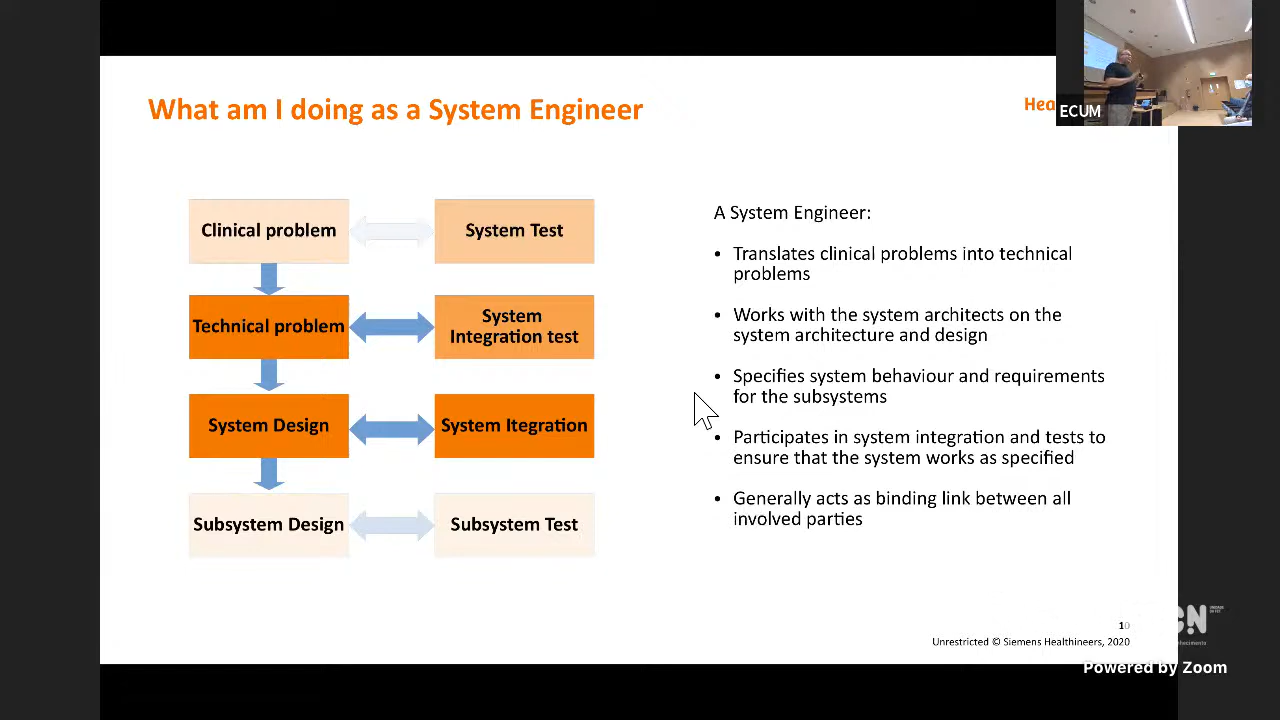 What am I doing as a System Engineer
Hea
ECUM
Clinical problem
System Test
Technical problem
System
Integration test
System Design
System Itegration
Subsystem Design
Subsystem Test
A System Engineer:
• Translates clinical problems into technical
problems
• Works with the system architects on the
system architecture and design
• Specifies system behaviour and requirements
for the subsystems
• Participates in system integration and tests to
ensure that the system works as specified
• Generally acts as binding link between all
involved parties
10
Unrestricted © Siemens Healthineers, 2020
Powered by Zoom